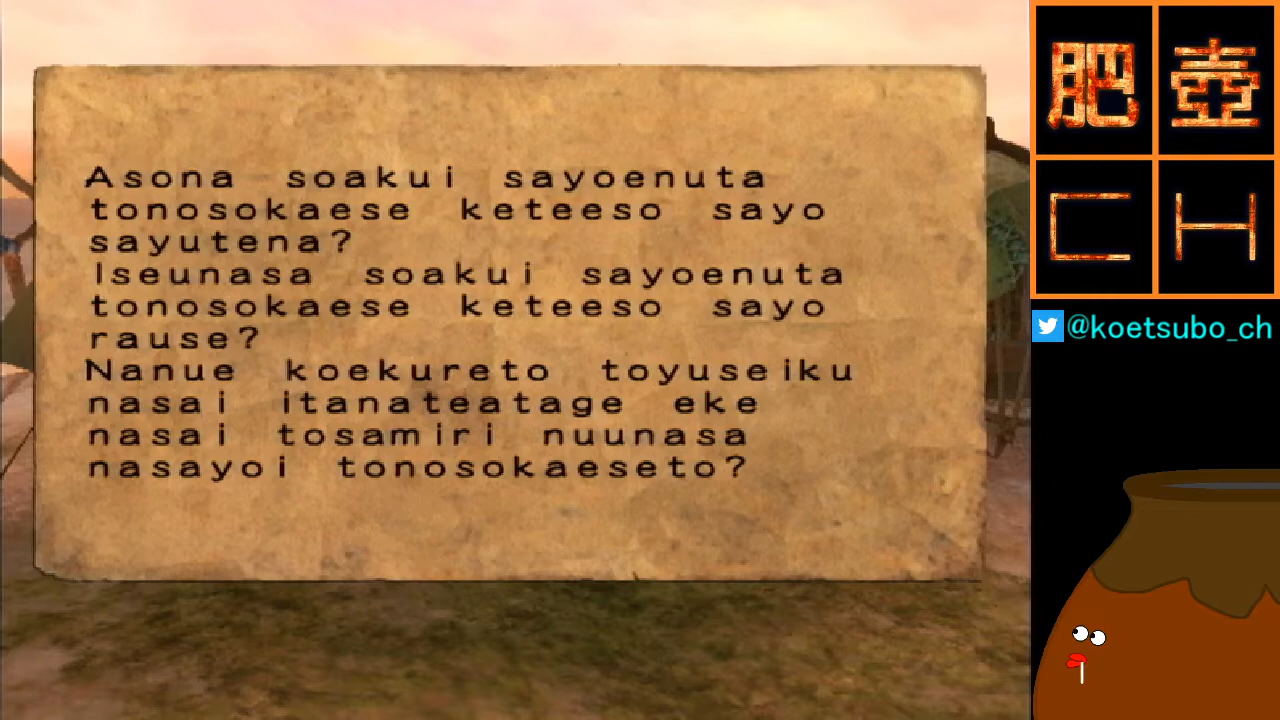 Asona soakui sayoenuta
tonosokaese keteeso sayo
sayutena?
Iseunasa soakui sayoenuta
tonosokaese keteeso sayo
rause?
Nanue koekureto toyuseiku
nasai itanateatage eke
nasai tosamiri nuunasa
nasayoi tonosokaeseto?
肥壺
CH
@koetsubo_ch